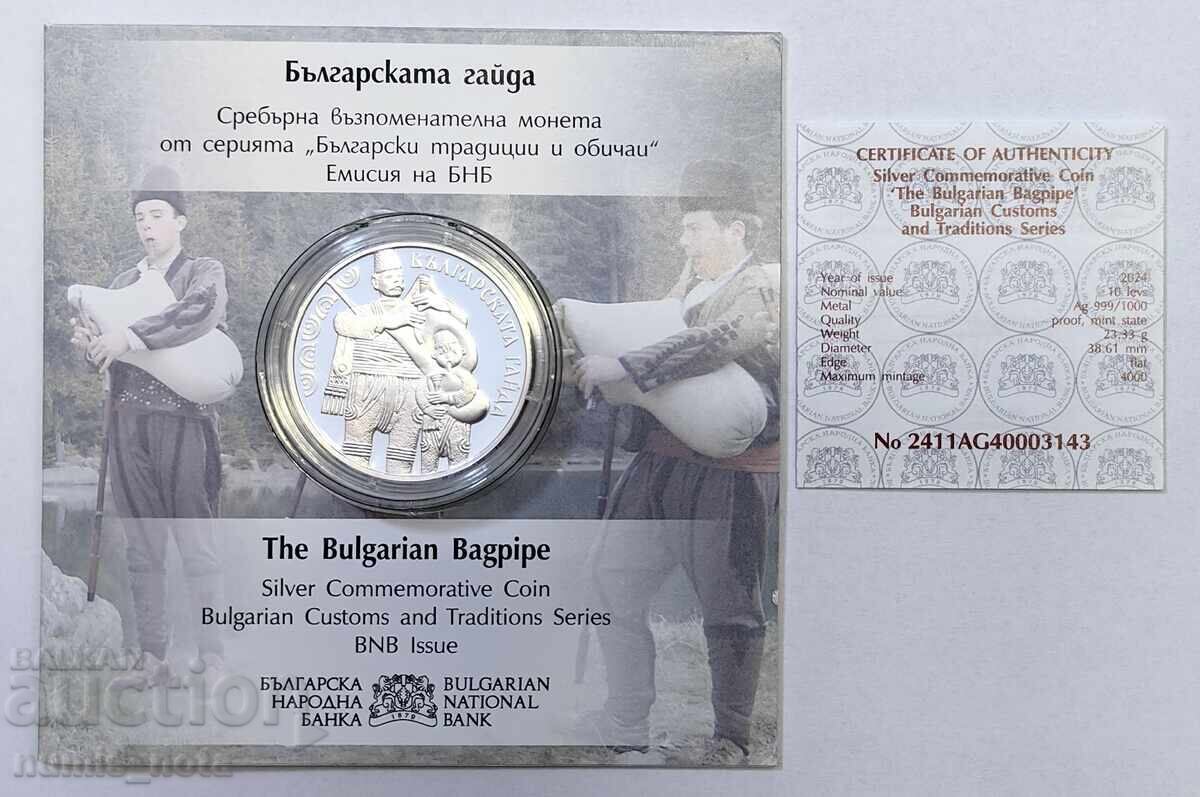 Българската гайда
Сребърна възпоменателна монета
от серията „Български традиции и обичаи“
Емисия на БНБ
БЪЛГАРСКАТА ГАЙДА
The Bulgarian Bagpipe
Silver Commemorative Coin
Bulgarian Customs and Traditions Series
BNB Issue
БЪЛГАРСКА
НАРОДНА
БАНКА
1879
BULGARIAN
NATIONAL
BANK
CERTIFICATE OF AUTHENTICITY
Silver Commemorative Coin
'The Bulgarian Bagpipe'
Bulgarian Customs
and Traditions Series
Year of issue 2024
Nominal value 10 levs
Metal Ag 999/1000
Quality proof, mint state
Weight 23.33 g
Diameter 38.61 mm
Edge flat
Maximum mintage 4000
No 2411AG40003143
BALKAN
auction
numis_nota